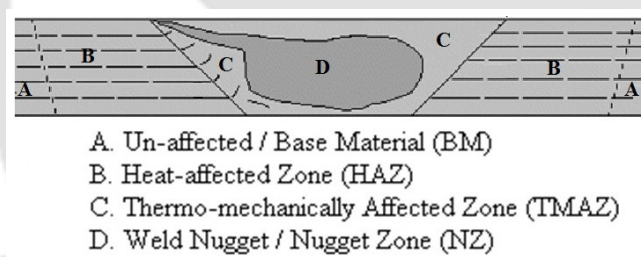 B C D C B
A A
A. Un-affected / Base Material (BM)
B. Heat-affected Zone (HAZ)
C. Thermo-mechanically Affected Zone (TMAZ)
D. Weld Nugget / Nugget Zone (NZ)